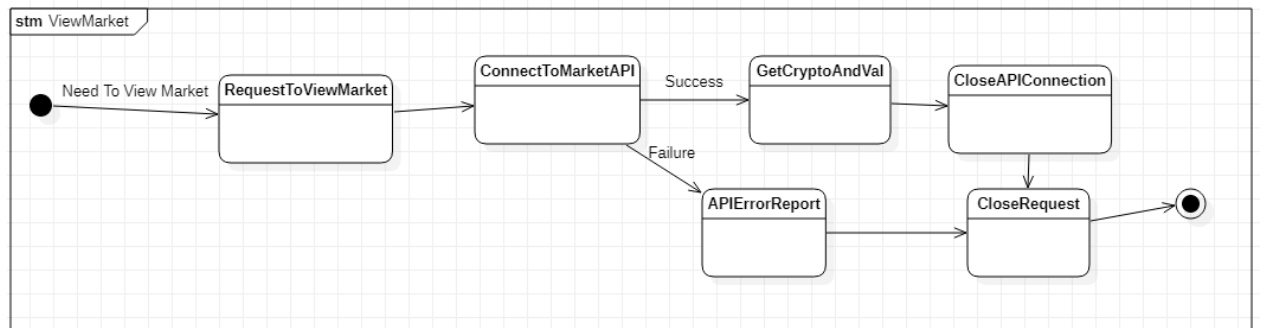 stm ViewMarket
Need To View Market
RequestToViewMarket
ConnectToMarketAPI
Success
GetCryptoAndVal
CloseAPIConnection
Failure
APIErrorReport
CloseRequest